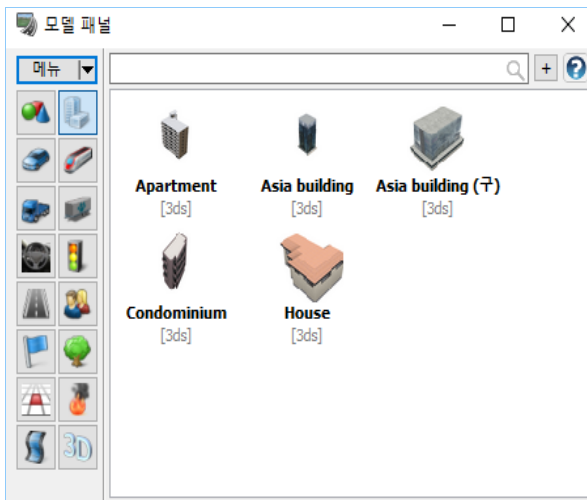 모델 패널
메뉴
+
?
Apartment
[3ds]
Asia building
[3ds]
Asia building (구)
[3ds]
Condominium
[3ds]
House
[3ds]
3D